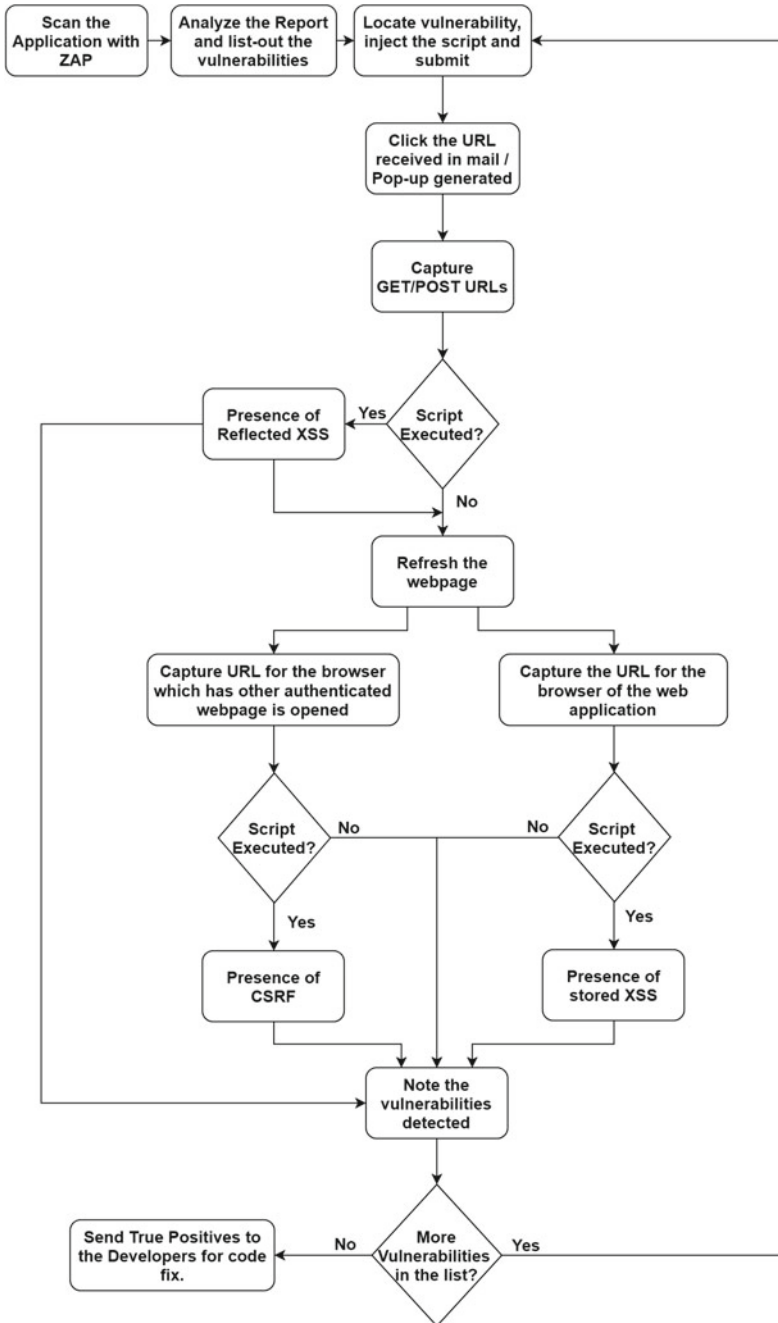 Scan the
Application with
ZAP
Analyze the Report
and list-out the
vulnerabilities
Locate vulnerability,
inject the script and
submit
Click the URL
received in mail /
Pop-up generated
Capture
GET/POST URLs
Script
Executed?
Yes
Presence of
Reflected XSS
No
Refresh the
webpage
Capture URL for the browser
which has other authenticated
webpage is opened
Capture the URL for the
browser of the web
application
Script
Executed?
No
No
Script
Executed?
Yes
Yes
Presence of
CSRF
Presence of
stored XSS
Note the
vulnerabilities
detected
More
Vulnerabilities
in the list?
No
Yes
Send True Positives to
the Developers for code
fix.